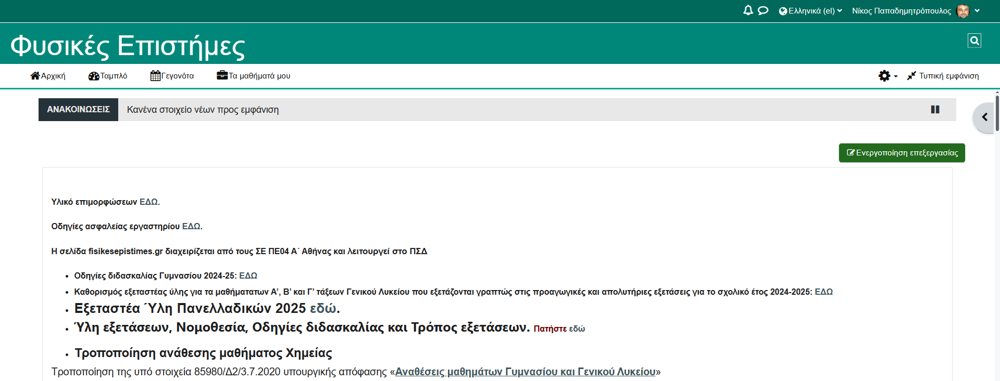 Ελληνικά (el)
Νίκος Παπαδημητρόπουλος
Φυσικές Επιστήμες
Αρχική
Ταμπλό
Γεγονότα
Τα μαθήματά μου
Τυπική εμφάνιση
ΑΝΑΚΟΙΝΩΣΕΙΣ
Κανένα στοιχείο νέων προς εμφάνιση
Ενεργοποίηση επεξεργασίας
Υλικό επιμορφώσεων ΕΔΩ.
Οδηγίες ασφαλείας εργαστηρίου ΕΔΩ.
Η σελίδα fisikesepistimes.gr διαχειρίζεται από τους ΣΕ ΠΕ04 Α΄ Αθήνας και λειτουργεί στο ΠΣΔ
• Οδηγίες διδασκαλίας Γυμνασίου 2024-25: ΕΔΩ
• Καθορισμός εξεταστέας ύλης για τα μαθήματατων Α’, Β’ και Γ’ τάξεων Γενικού Λυκείου που εξετάζονται γραπτώς στις προαγωγικές και απολυτήριες εξετάσεις για το σχολικό έτος 2024-2025: ΕΔΩ
• Εξεταστέα Ύλη Πανελλαδικών 2025 εδώ.
• Ύλη εξετάσεων, Νομοθεσία, Οδηγίες διδασκαλίας και Τρόπος εξετάσεων. Πατήστε εδώ
• Τροποποίηση ανάθεσης μαθήματος Χημείας
Τροποποίηση της υπό στοιχεία 85980/Δ2/3.7.2020 υπουργικής απόφασης «Αναθέσεις μαθημάτων Γυμνασίου και Γενικού Λυκείου»